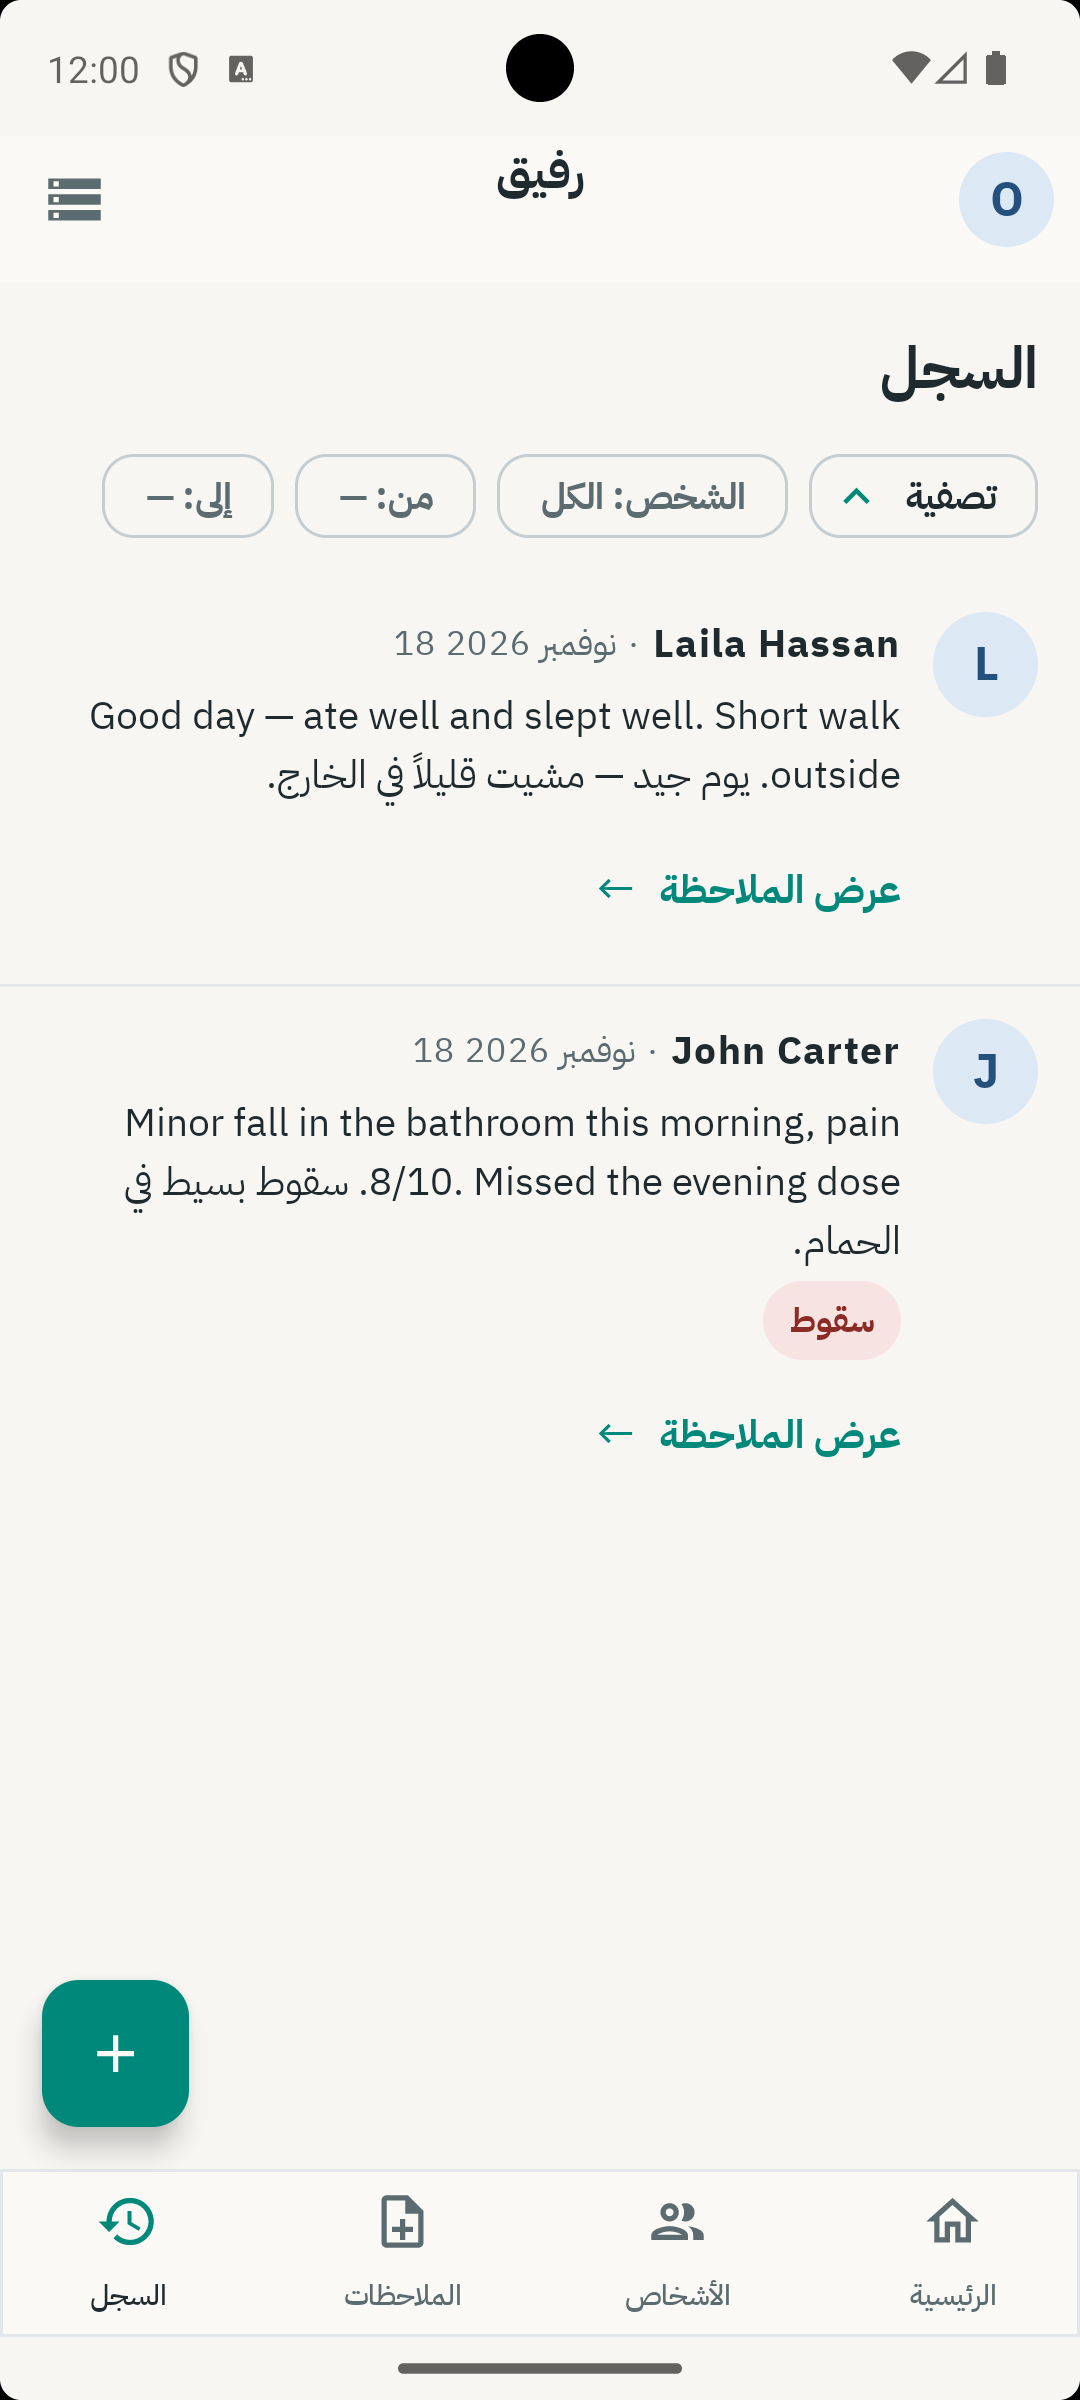 12:00
رفيق
O
السجل
تصفية
الشخص: الكل
من: —
إلى: —
L
Laila Hassan · 18 نوفمبر 2026
Good day — ate well and slept well. Short walk
outside. يوم جيد — مشيت قليلاً في الخارج.
عرض الملاحظة ←
J
John Carter · 18 نوفمبر 2026
Minor fall in the bathroom this morning, pain
8/10. Missed the evening dose. سقوط بسيط في
الحمام.
سقوط
عرض الملاحظة ←
الرئيسية
الأشخاص
الملاحظات
السجل